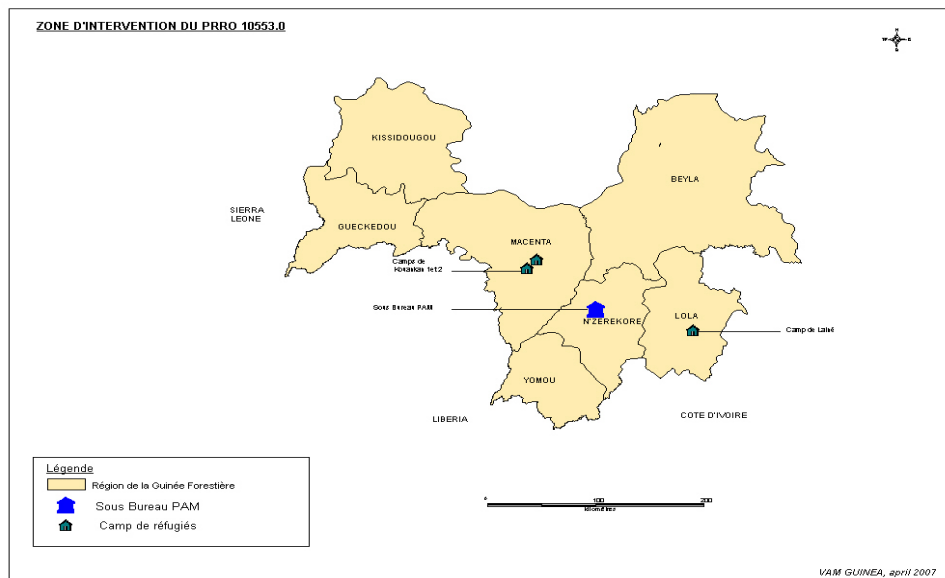 ZONE D'INTERVENTION DU PRRO 10553.0
N
W
E
S
KISSIDOUGOU
BEYLA
SIERRA
LEONE
GUECKEDOU
MACENTA
Camps de
Kouankan 1et2
Sous Bureau PAM
N'ZEREKORE
LOLA
Camp de Lainé
YOMOU
LIBERIA
COTE D'IVOIRE
Légende
Région de la Guinée Forestière
Sous Bureau PAM
Camp de réfugiés
0
100
200
kilomètres
VAM GUINEA, april 2007